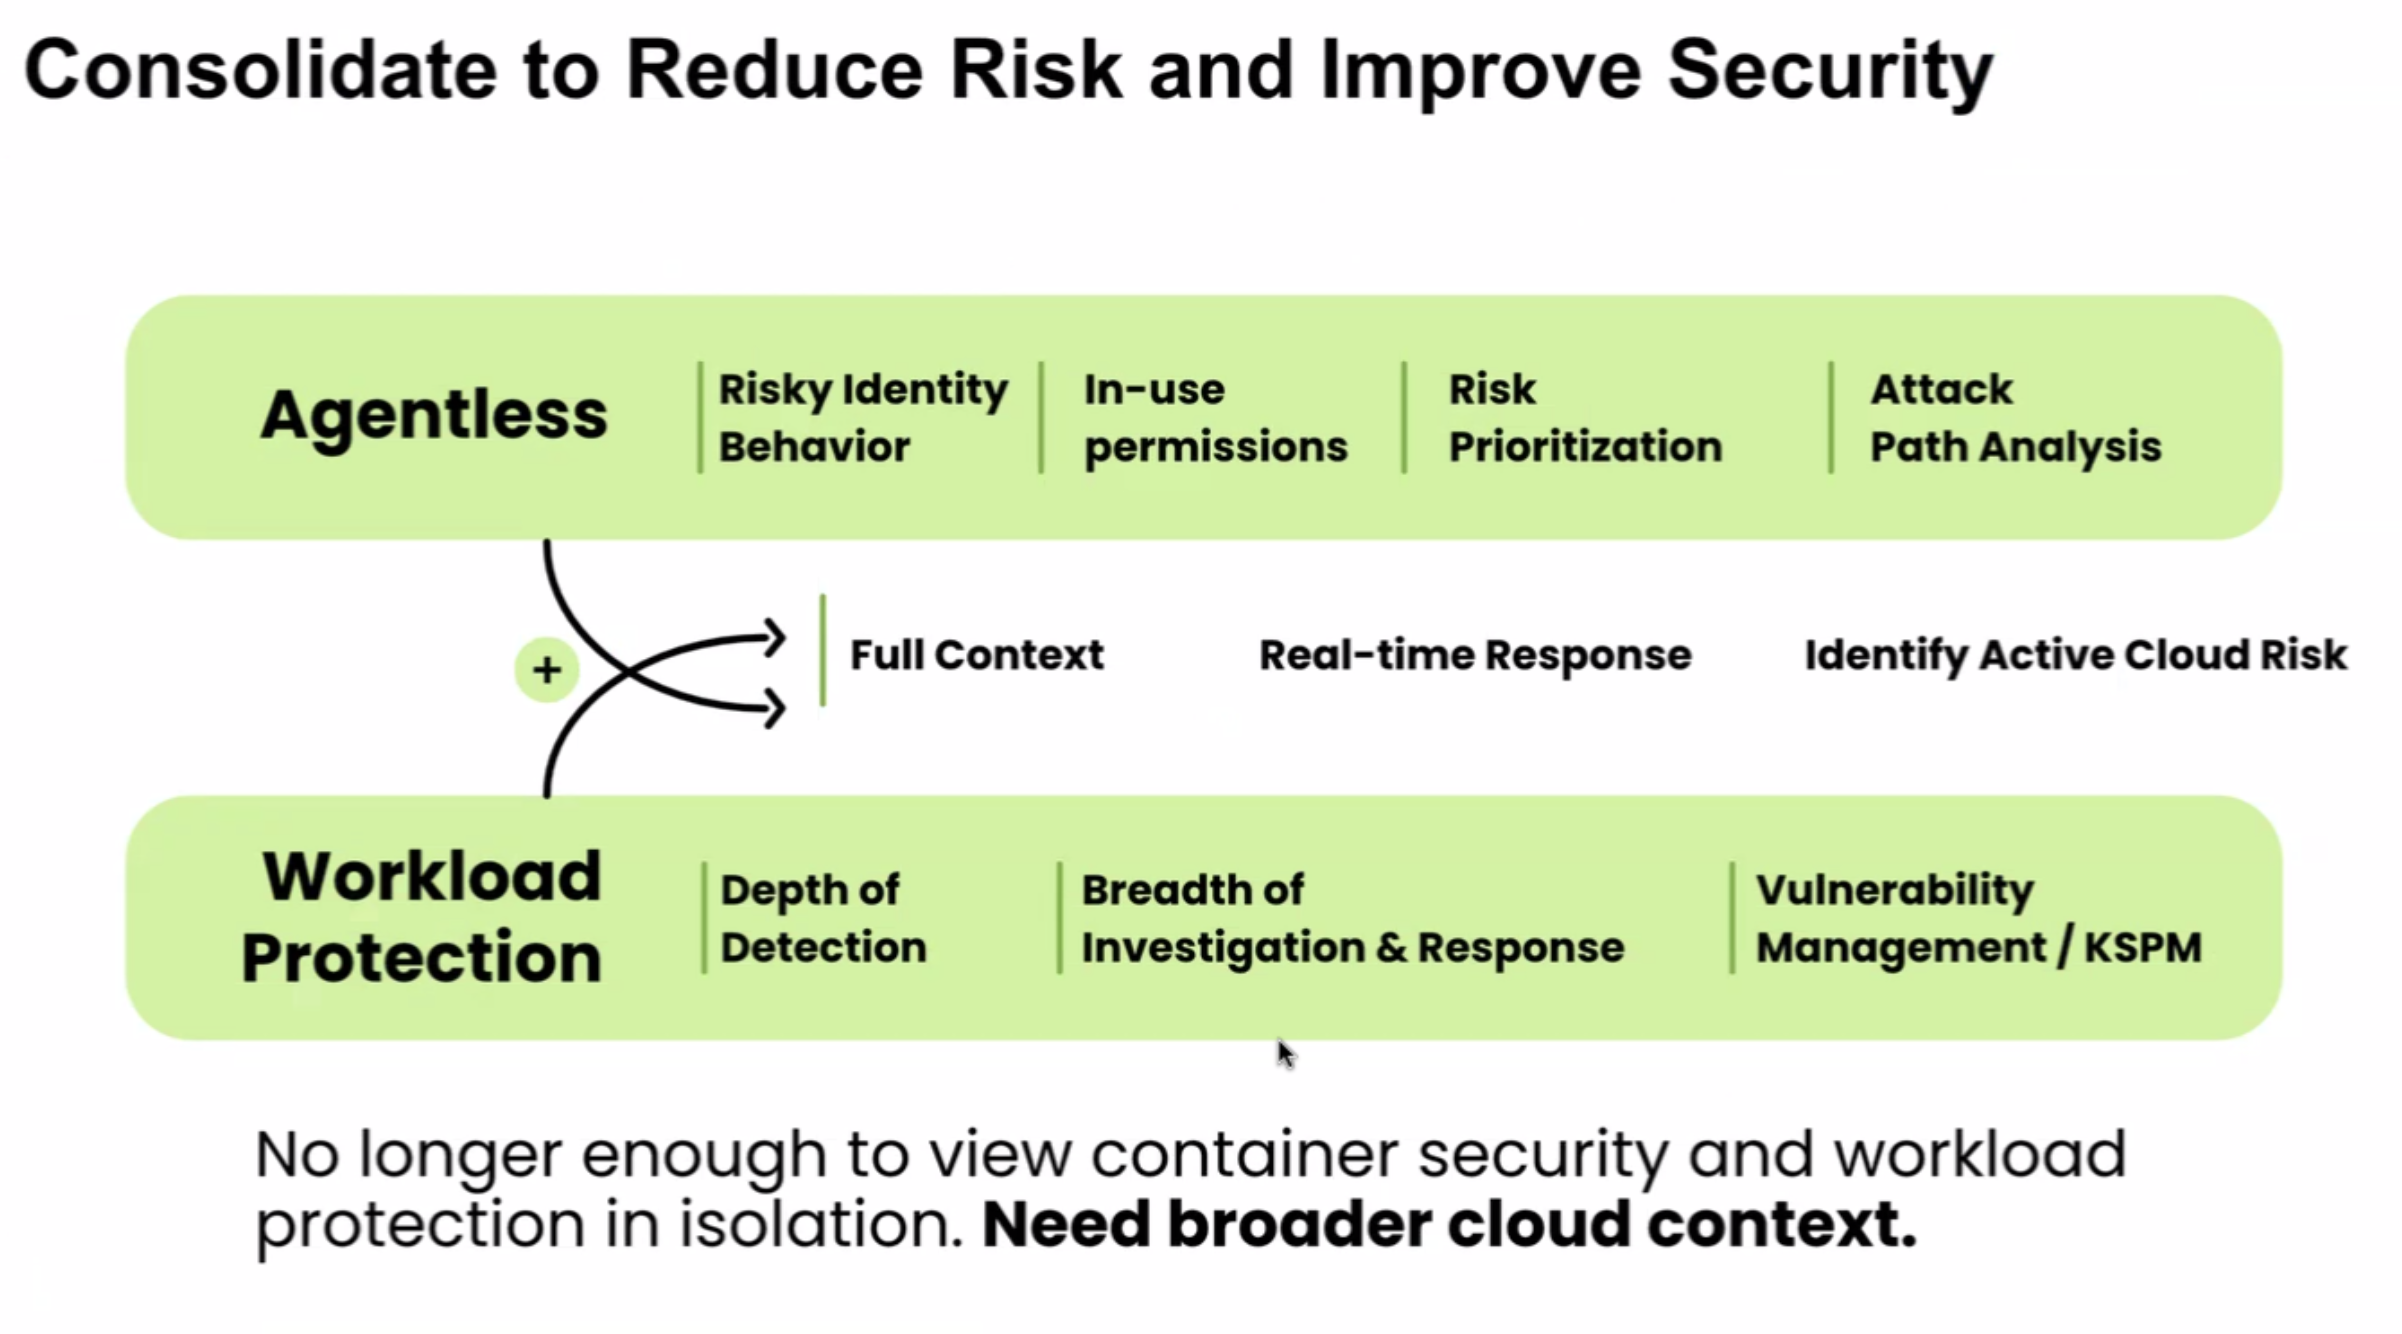 Consolidate to Reduce Risk and Improve Security
Agentless
Risky Identity
Behavior
In-use
permissions
Risk
Prioritization
Attack
Path Analysis
+
Full Context
Real-time Response
Identify Active Cloud Risk
Workload
Protection
Depth of
Detection
Breadth of
Investigation & Response
Vulnerability
Management / KSPM
No longer enough to view container security and workload
protection in isolation. Need broader cloud context.